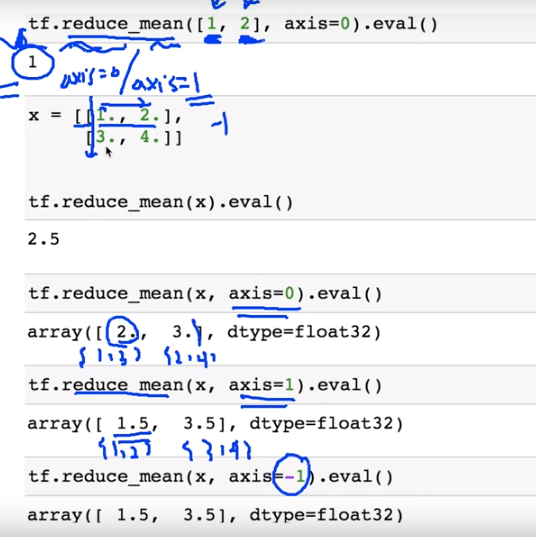 tf.reduce_mean([1, 2], axis=0).eval()
1
axis=0/axis=1
x = [[1., 2.],
-1
[3., 4.]]
tf.reduce_mean(x).eval()
2.5
tf.reduce_mean(x, axis=0).eval()
array([ 2., 3.], dtype=float32)
{1,3} {2,4}
tf.reduce_mean(x, axis=1).eval()
array([ 1.5, 3.5], dtype=float32)
{1,2} {3,4}
tf.reduce_mean(x, axis=-1).eval()
array([ 1.5, 3.5], dtype=float32)